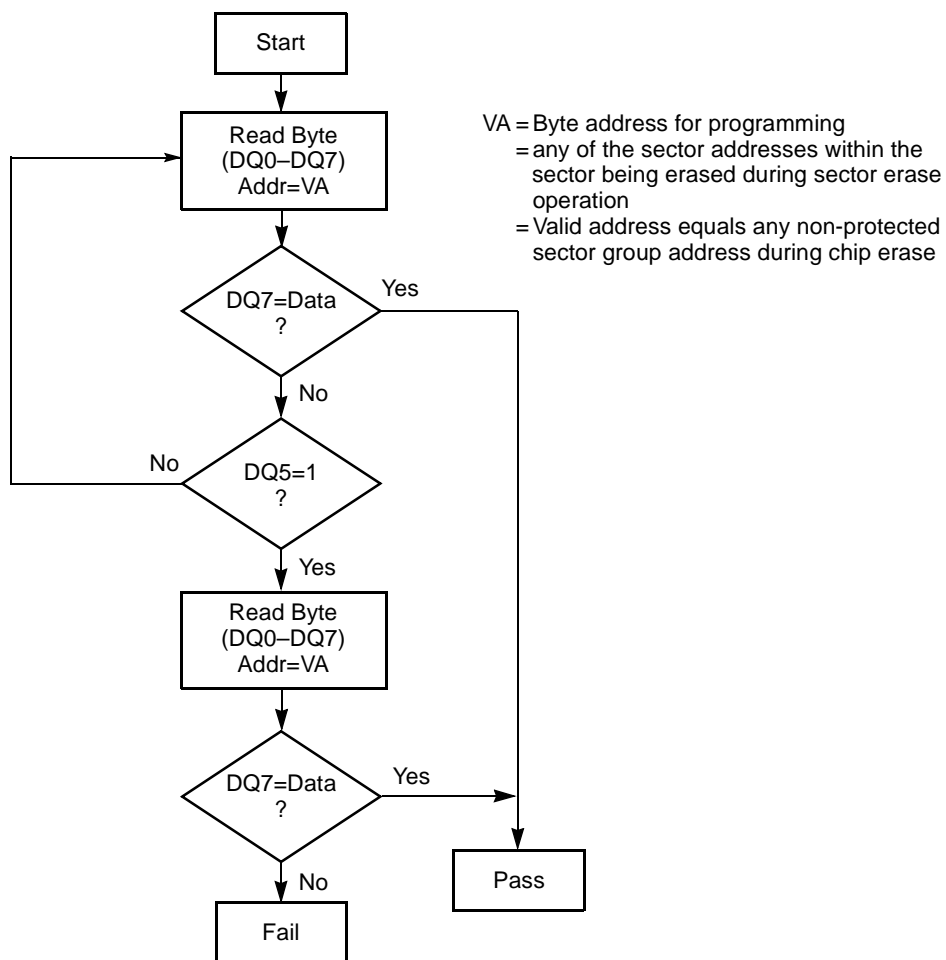 Start
Read Byte
(DQ0–DQ7)
Addr=VA
VA = Byte address for programming
= any of the sector addresses within the
sector being erased during sector erase
operation
= Valid address equals any non-protected
sector group address during chip erase
DQ7=Data
?
Yes
No
DQ5=1
?
No
Yes
Read Byte
(DQ0–DQ7)
Addr=VA
DQ7=Data
?
Yes
No
Pass
Fail